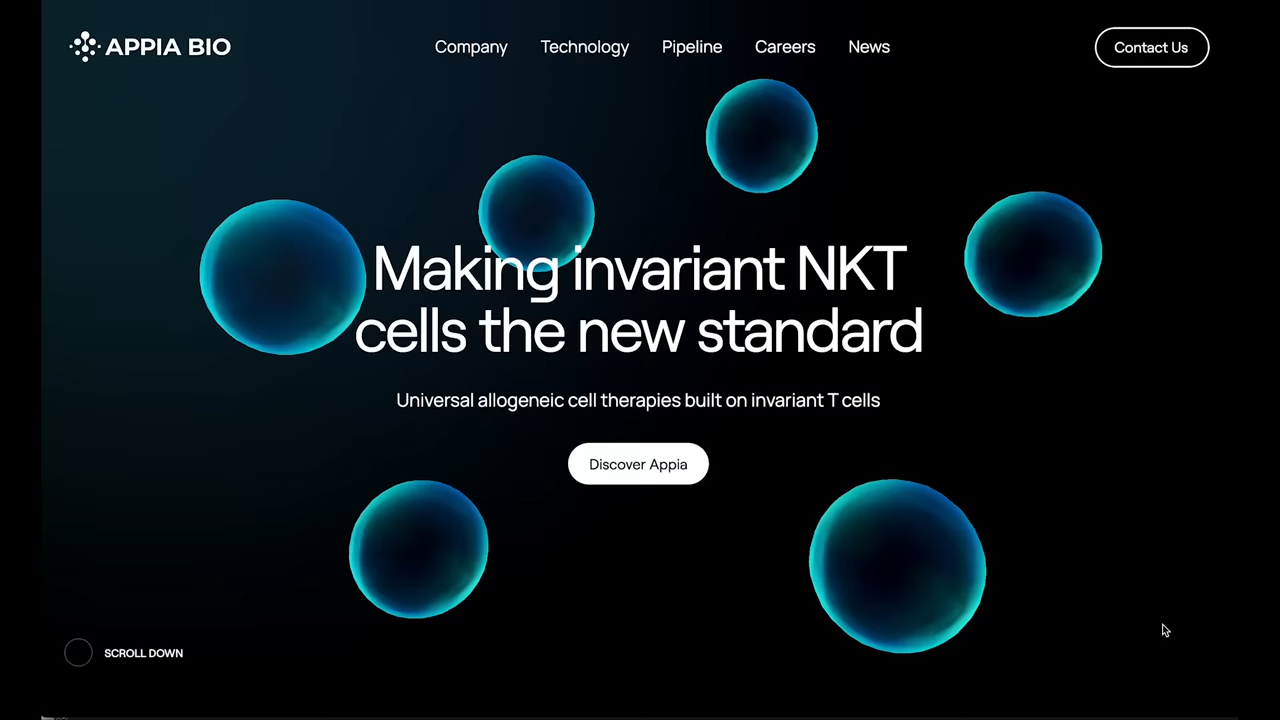 APPIA BIO
Company Technology Pipeline Careers News
Contact Us
Making invariant NKT
cells the new standard
Universal allogeneic cell therapies built on invariant T cells
Discover Appia
SCROLL DOWN